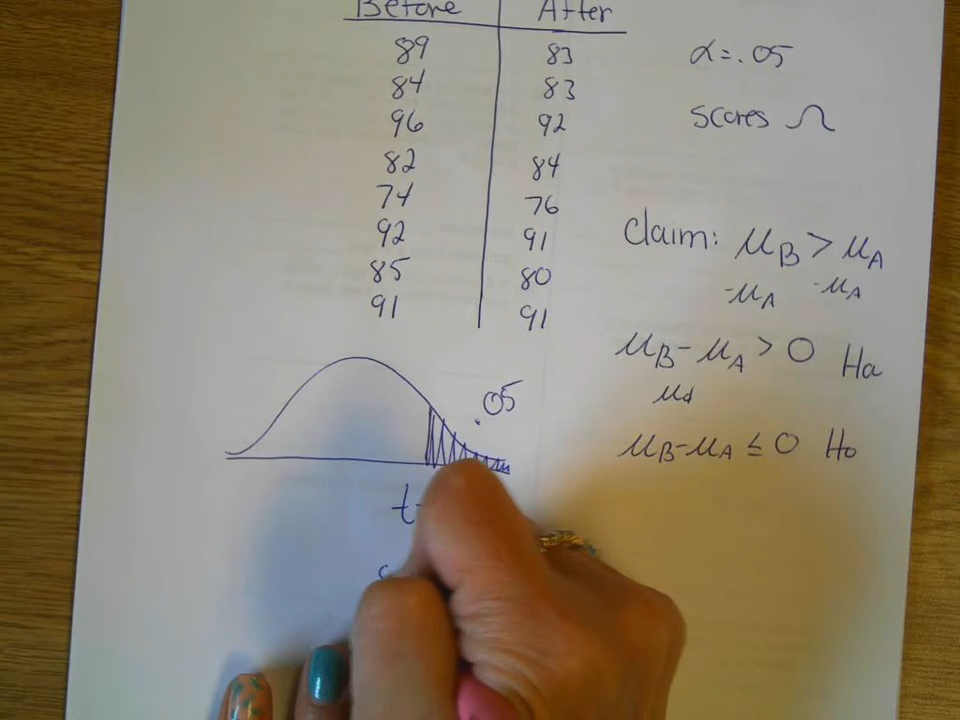 Before After
89 83
84 83
96 92
82 84
74 76
92 91
85 80
91 91
α=.05
scores
claim: μB > μA
-μA -μA
μB-μA > 0 Ha
μd
μB-μA ≤ 0 Ho
.05
t